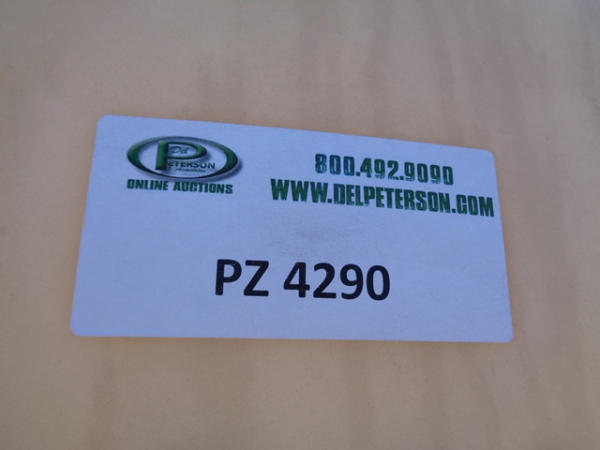 Del
PETERSON
ONLINE AUCTIONS
800.492.9090
WWW.DELPETERSON.COM
PZ 4290